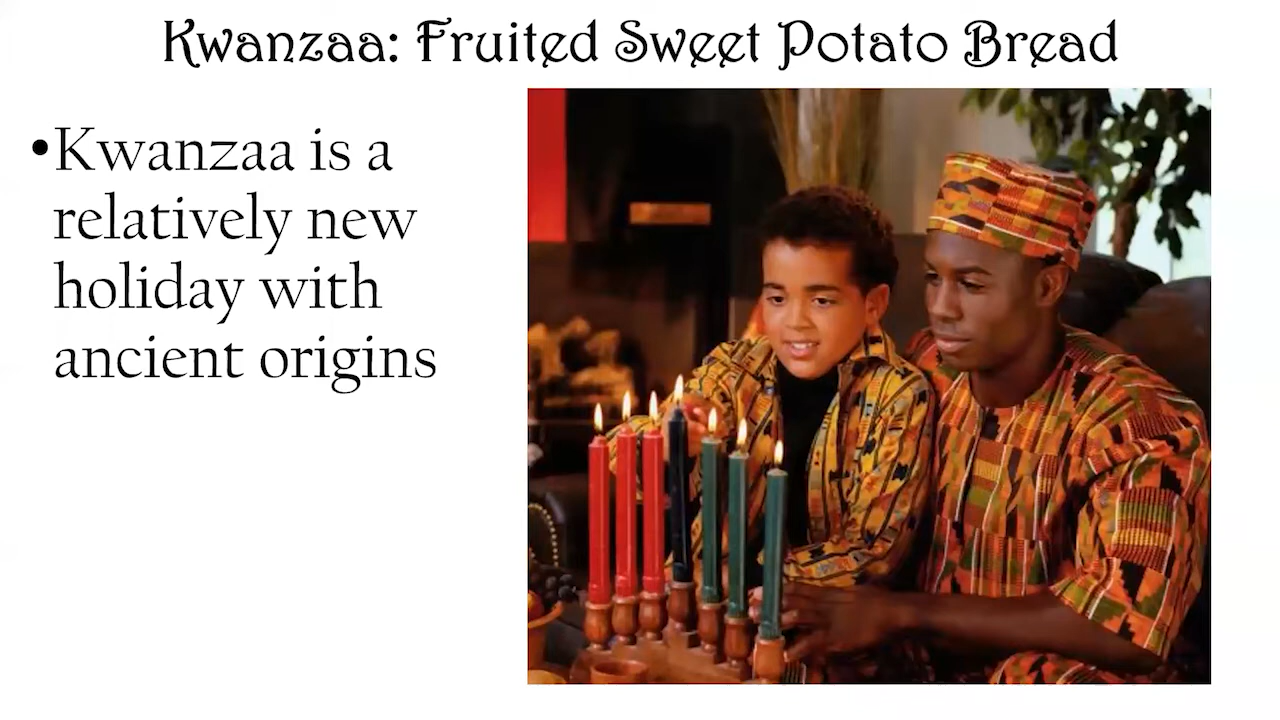 Kwanzaa: Fruited Sweet Potato Bread
•Kwanzaa is a
relatively new
holiday with
ancient origins